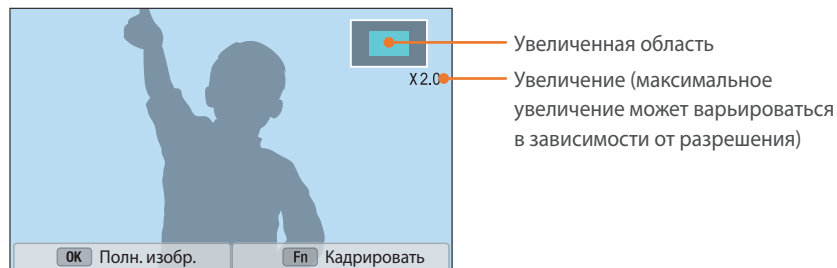 Увеличенная область
X 2.0
Увеличение (максимальное
увеличение может варьироваться
в зависимости от разрешения)
OK Полн. изобр.
Fn Кадрировать